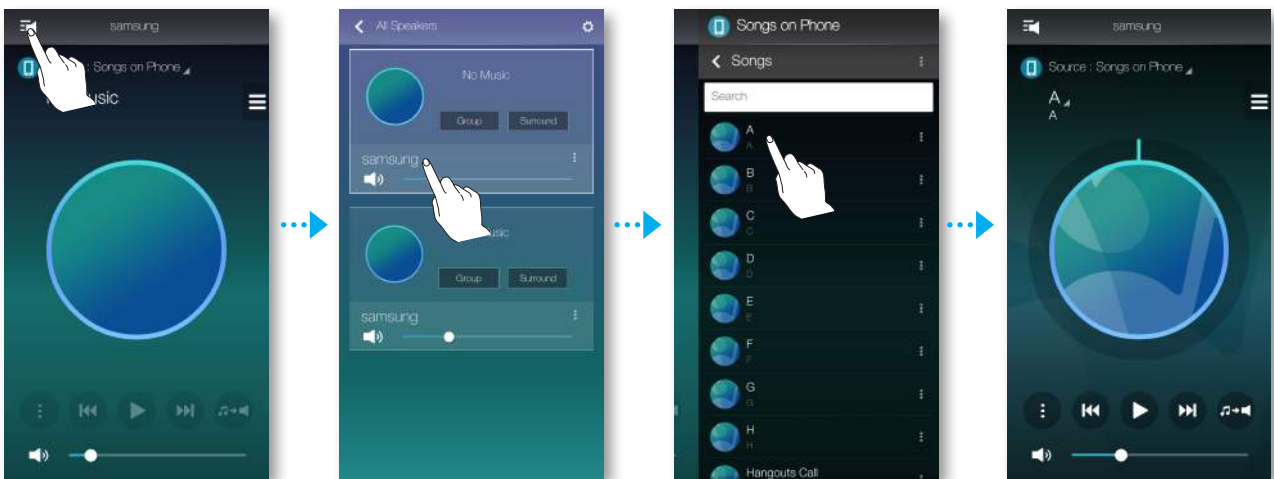 samsung
: Songs on Phone
usic
All Speakers
No Music
Group
Surround
samsung
usic
Group
Surround
samsung
Songs on Phone
Songs
Search
A
A
B
B
C
C
D
D
E
E
F
F
G
G
H
H
Hangouts Call
samsung
Source : Songs on Phone
A
A